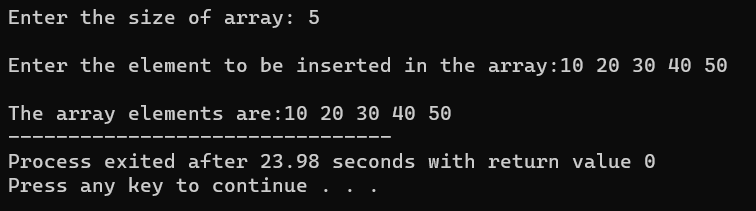 Enter the size of array: 5
Enter the element to be inserted in the array:10 20 30 40 50
The array elements are:10 20 30 40 50
--------------------------------
Process exited after 23.98 seconds with return value 0
Press any key to continue . . .